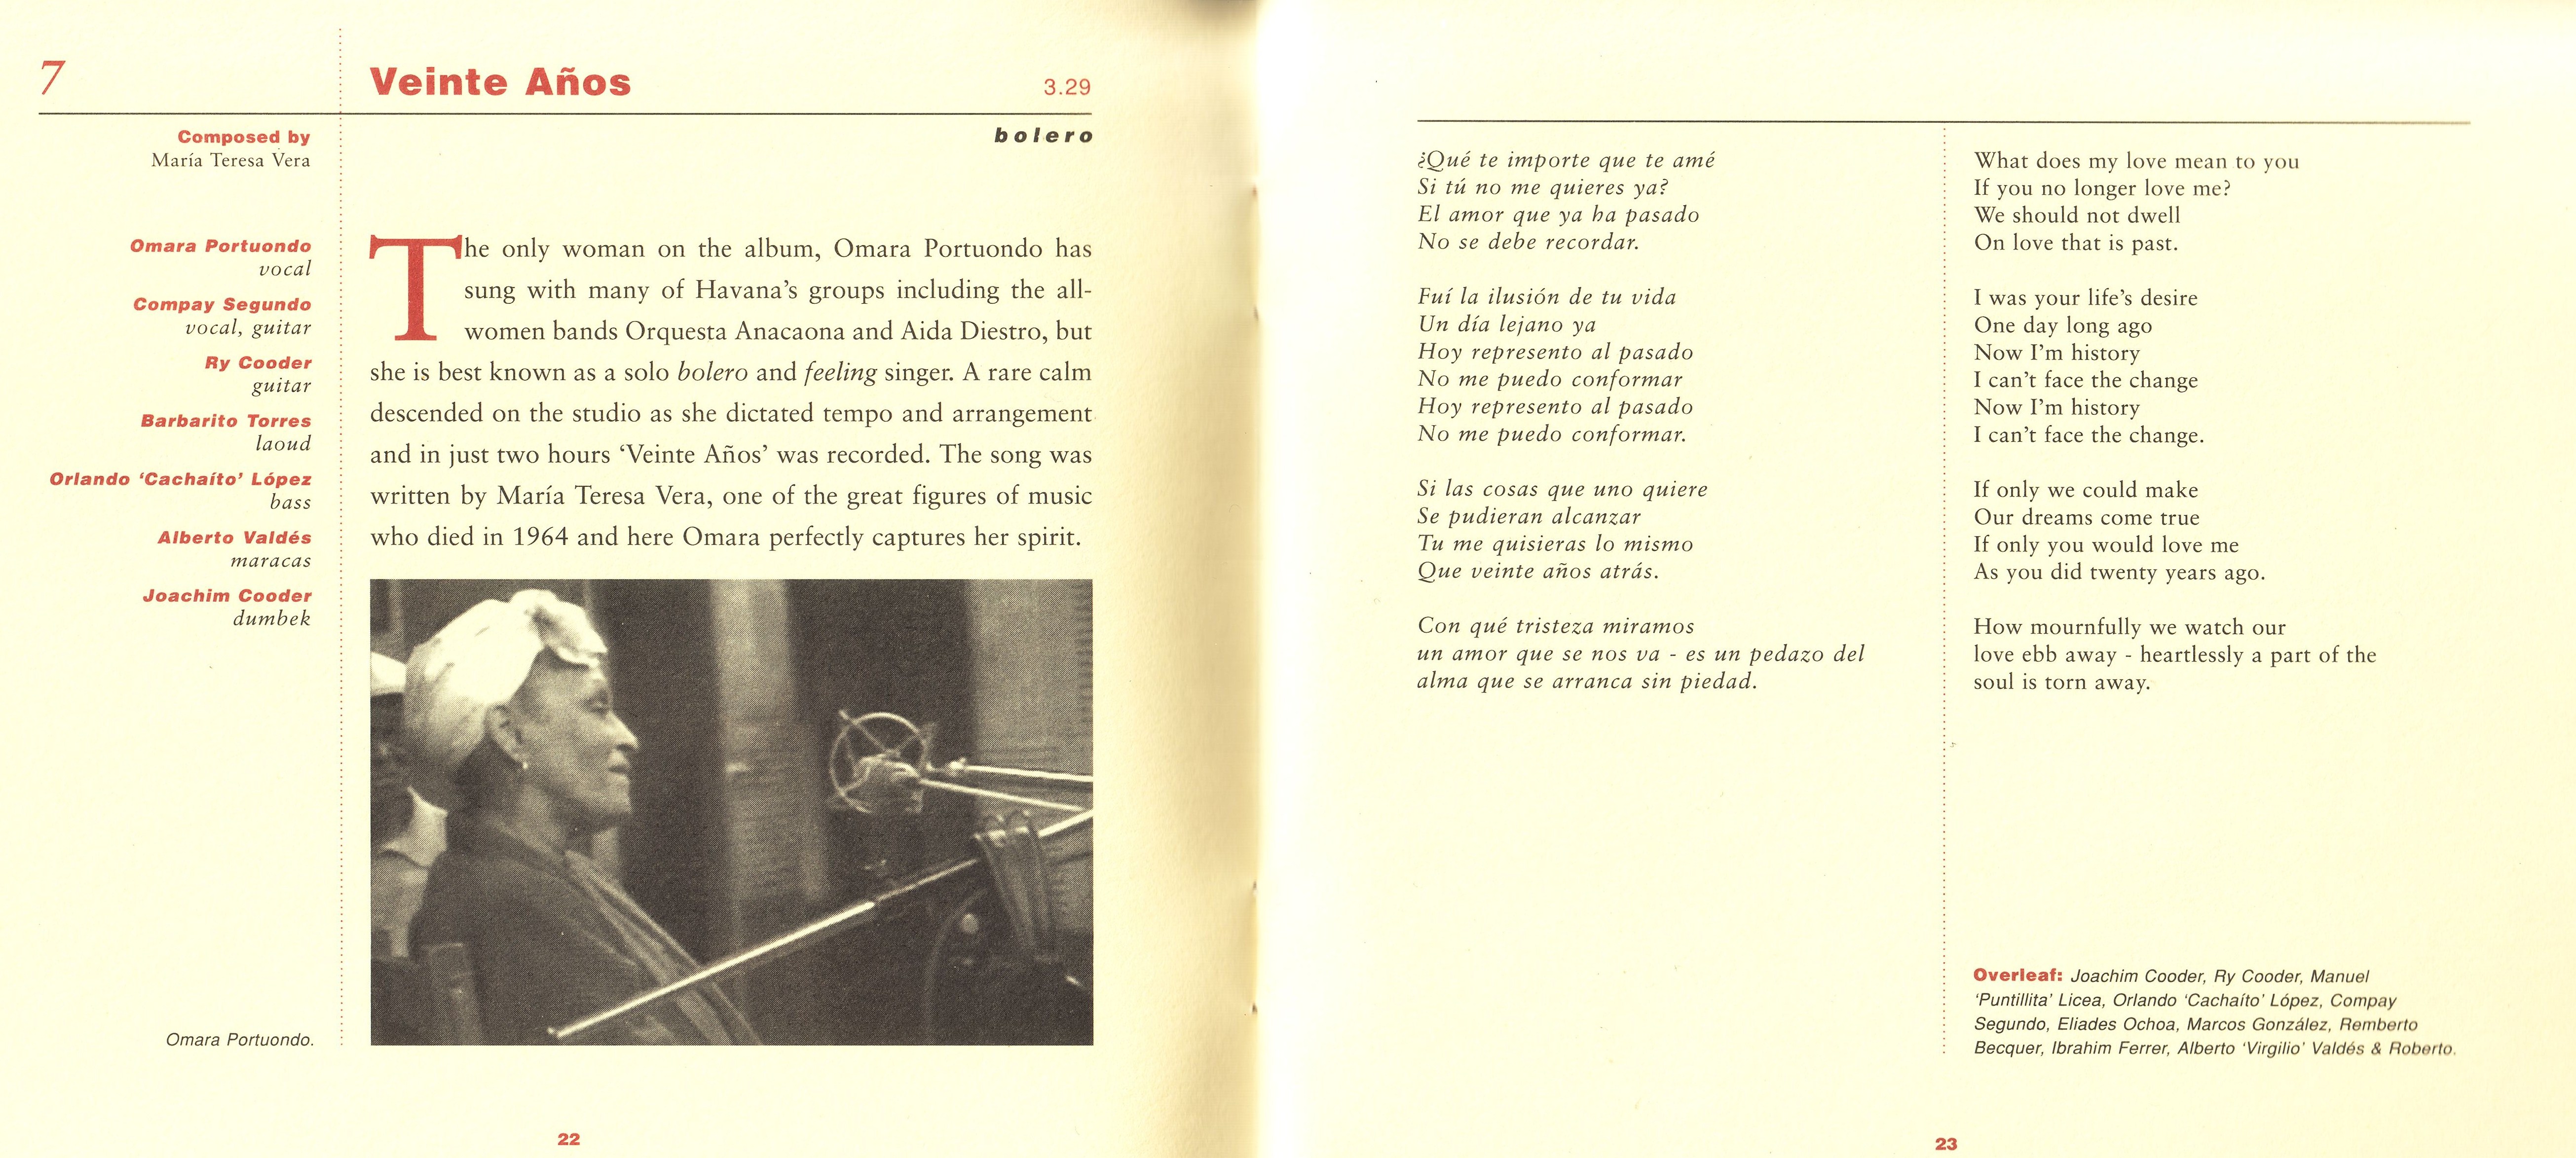 7
Veinte Años
3.29
bolero
Composed by
María Teresa Vera
Omara Portuondo
vocal
Compay Segundo
vocal, guitar
Ry Cooder
guitar
Barbarito Torres
laoud
Orlando ‘Cachaíto’ López
bass
Alberto Valdés
maracas
Joachim Cooder
dumbek
The only woman on the album, Omara Portuondo has
sung with many of Havana’s groups including the all-
women bands Orquesta Anacaona and Aida Diestro, but
she is best known as a solo bolero and feeling singer. A rare calm
descended on the studio as she dictated tempo and arrangement
and in just two hours ‘Veinte Años’ was recorded. The song was
written by María Teresa Vera, one of the great figures of music
who died in 1964 and here Omara perfectly captures her spirit.
Omara Portuondo.
22
¿Qué te importe que te amé
Si tú no me quieres ya?
El amor que ya ha pasado
No se debe recordar.
Fuí la ilusión de tu vida
Un día lejano ya
Hoy represento al pasado
No me puedo conformar
Hoy represento al pasado
No me puedo conformar.
Si las cosas que uno quiere
Se pudieran alcanzar
Tu me quisieras lo mismo
Que veinte años atrás.
Con qué tristeza miramos
un amor que se nos va - es un pedazo del
alma que se arranca sin piedad.
What does my love mean to you
If you no longer love me?
We should not dwell
On love that is past.
I was your life’s desire
One day long ago
Now I’m history
I can’t face the change
Now I’m history
I can’t face the change.
If only we could make
Our dreams come true
If only you would love me
As you did twenty years ago.
How mournfully we watch our
love ebb away - heartlessly a part of the
soul is torn away.
Overleaf: Joachim Cooder, Ry Cooder, Manuel
‘Puntillita’ Licea, Orlando ‘Cachaíto’ López, Compay
Segundo, Eliades Ochoa, Marcos González, Remberto
Becquer, Ibrahim Ferrer, Alberto ‘Virgilio’ Valdés & Roberto.
23